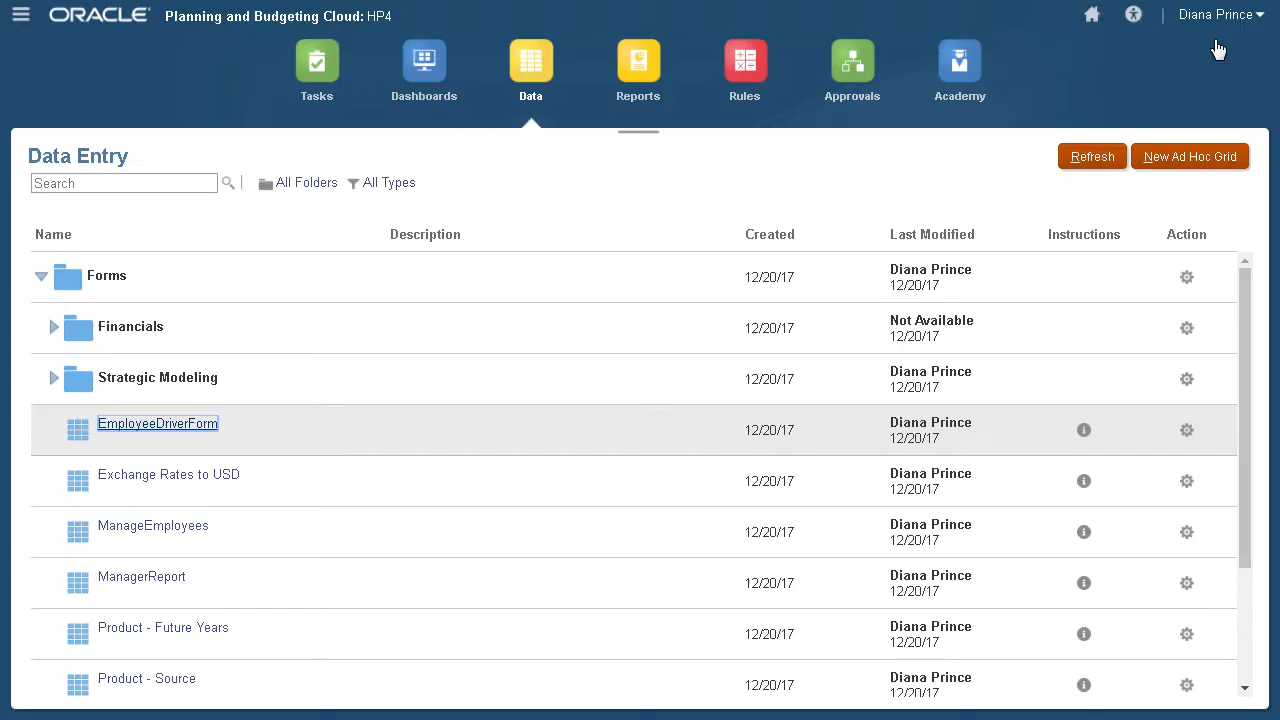 ORACLE Planning and Budgeting Cloud: HP4
Diana Prince
Tasks Dashboards Data Reports Rules Approvals Academy
Data Entry
Refresh New Ad Hoc Grid
Search All Folders All Types
Name Description Created Last Modified Instructions Action
Forms 12/20/17 Diana Prince
12/20/17
Financials 12/20/17 Not Available
12/20/17
Strategic Modeling 12/20/17 Diana Prince
12/20/17
EmployeeDriverForm 12/20/17 Diana Prince
12/20/17
Exchange Rates to USD 12/20/17 Diana Prince
12/20/17
ManageEmployees 12/20/17 Diana Prince
12/20/17
ManagerReport 12/20/17 Diana Prince
12/20/17
Product - Future Years 12/20/17 Diana Prince
12/20/17
Product - Source 12/20/17 Diana Prince
12/20/17